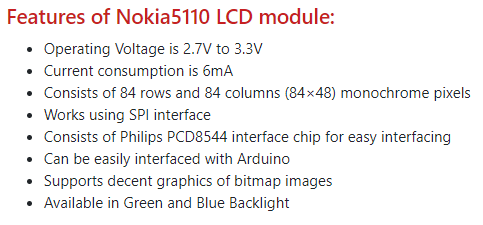 Features of Nokia5110 LCD module:
• Operating Voltage is 2.7V to 3.3V
• Current consumption is 6mA
• Consists of 84 rows and 84 columns (84×48) monochrome pixels
• Works using SPI interface
• Consists of Philips PCD8544 interface chip for easy interfacing
• Can be easily interfaced with Arduino
• Supports decent graphics of bitmap images
• Available in Green and Blue Backlight